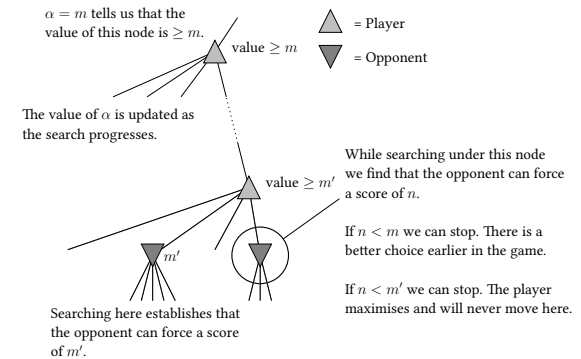 α = m tells us that the
value of this node is ≥ m.
value ≥ m
= Player
= Opponent
The value of α is updated as
the search progresses.
While searching under this node
we find that the opponent can force
a score of n.
value ≥ m′
If n < m we can stop. There is a
better choice earlier in the game.
m′
If n < m′ we can stop. The player
maximises and will never move here.
Searching here establishes that
the opponent can force a score
of m′.